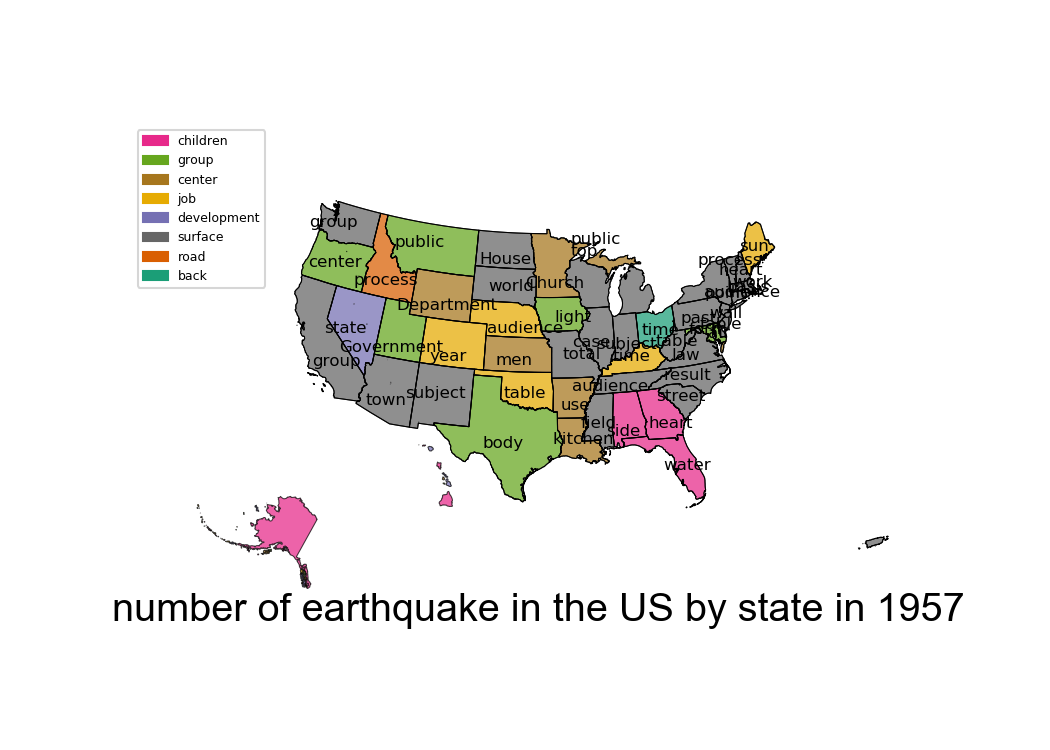 children
group
center
job
development
surface
road
back
group
public
House
public
top
sun
process
heart
work
center
process
world
Church
audience
Department
light
wall
past
state
audience
time
Government
case
subject
table
group
year
men
total
time
law
result
town
subject
table
audience
street
use
field
side
heart
body
kitchen
water
number of earthquake in the US by state in 1957